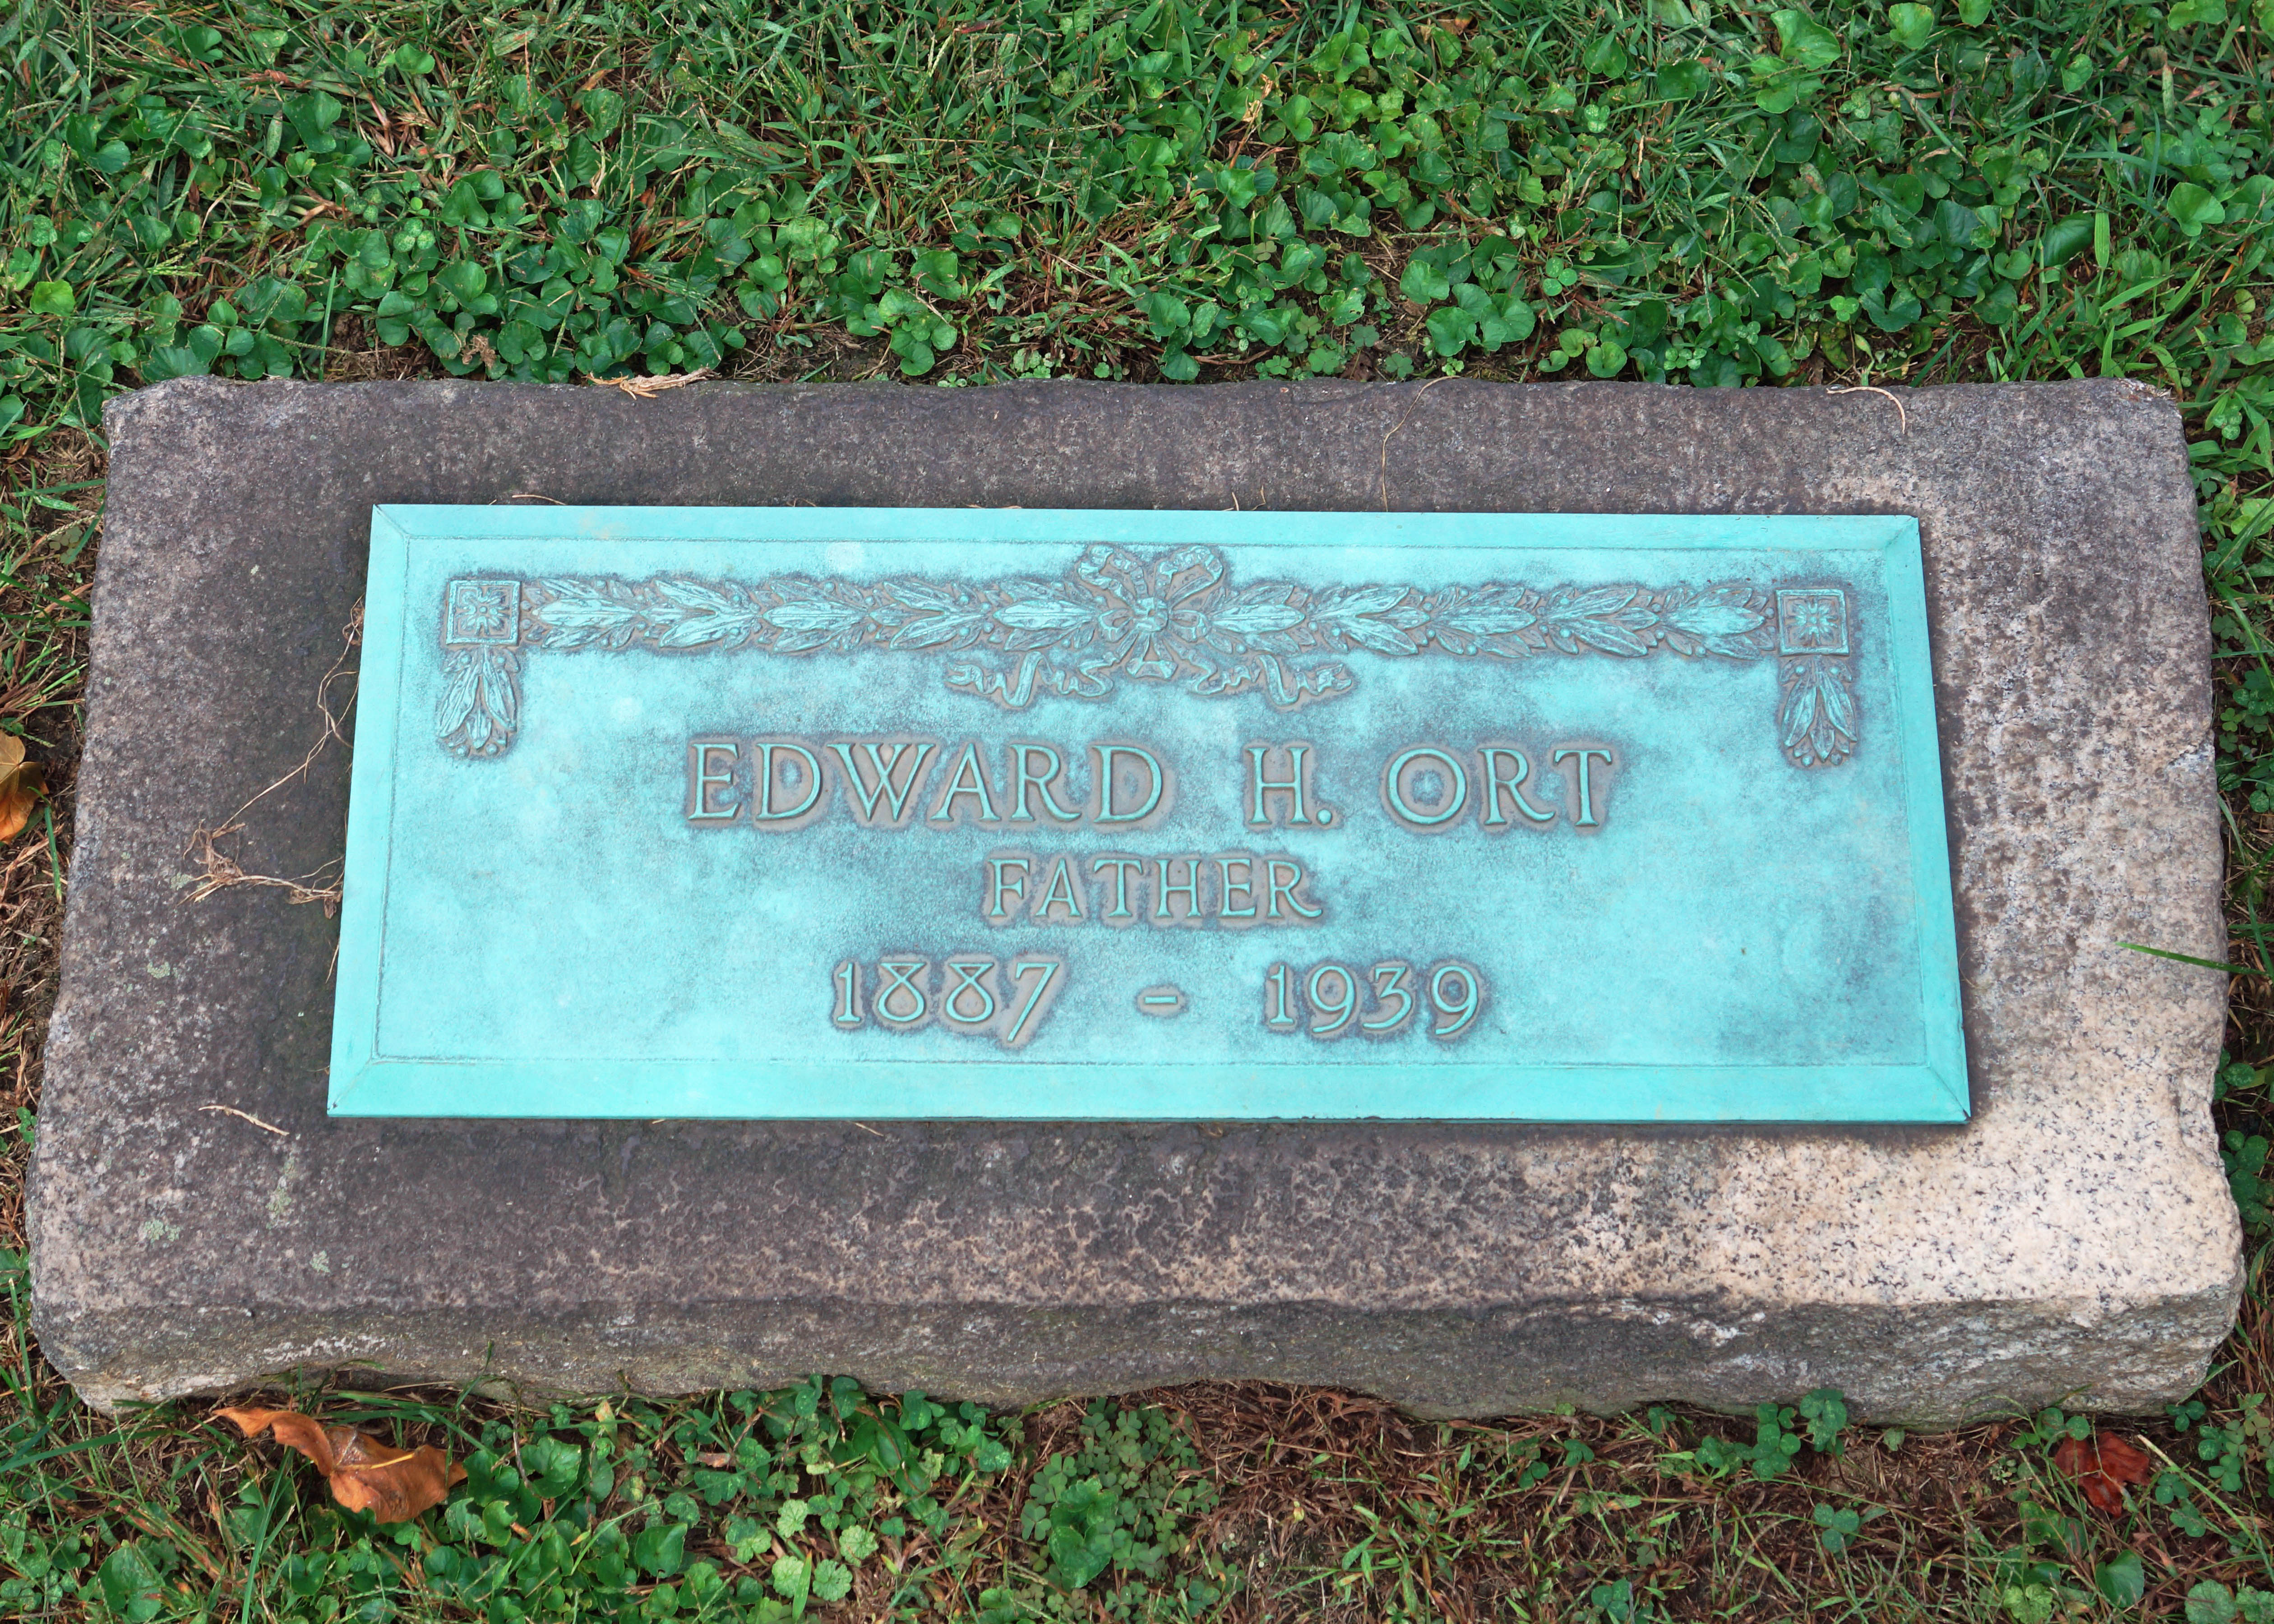 EDWARD H. ORT
FATHER
1887 - 1939